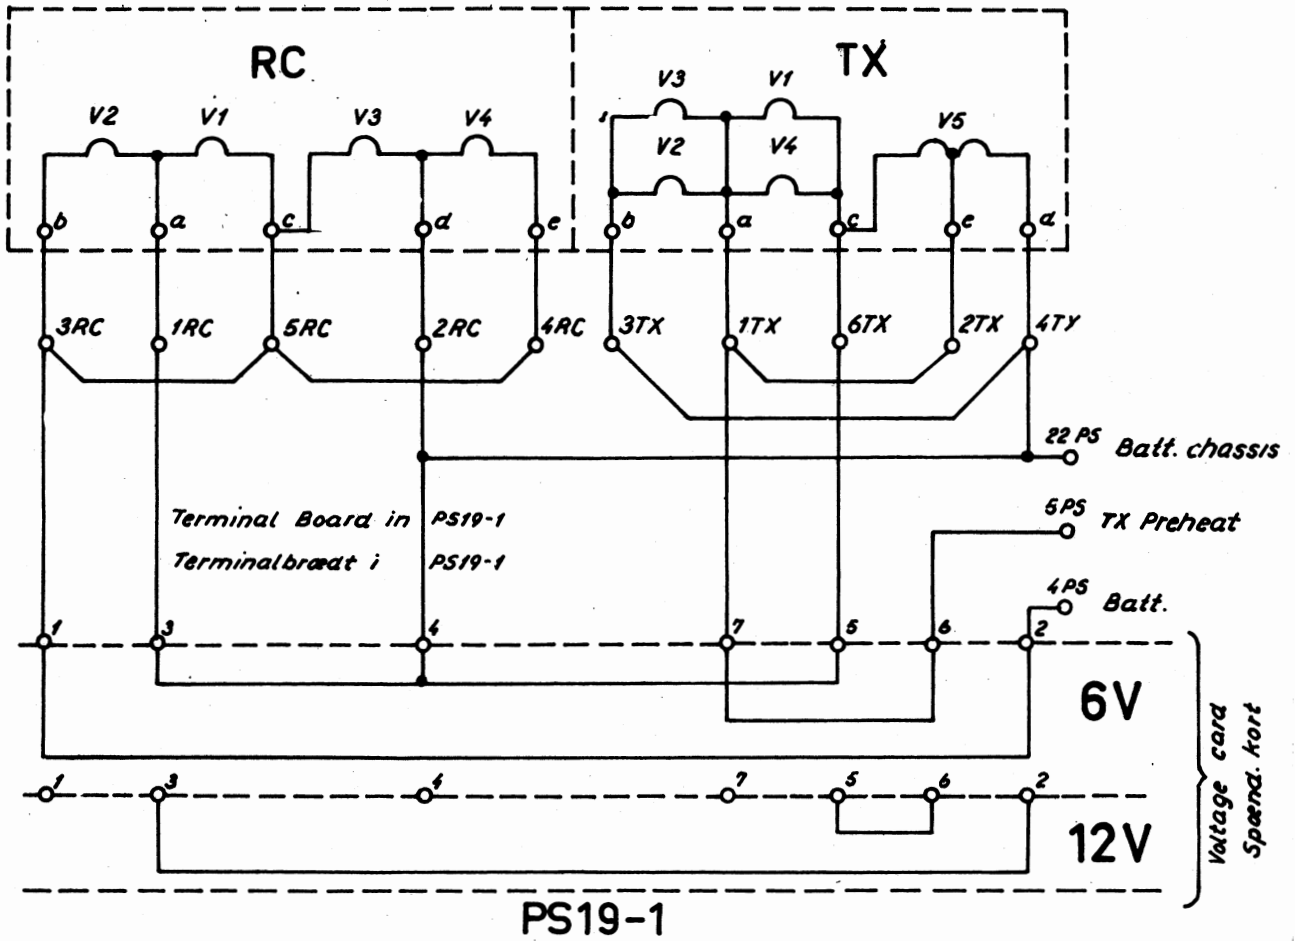 RC TX
V3 V1
V2 V1 V3 V4 V2 V4 V5
b a c d e b a c e d
3RC 1RC 5RC 2RC 4RC 3TX 1TX 6TX 2TX 4TX
22 PS Batt. chassis
Terminal Board in PS19-1
5PS TX Preheat
Terminalbrædt i PS19-1
4PS Batt.
1 3 4 7 5 6 2
6V
Voltage card
Spænd. kort
1 3 4 7 5 6 2
12V
PS19-1